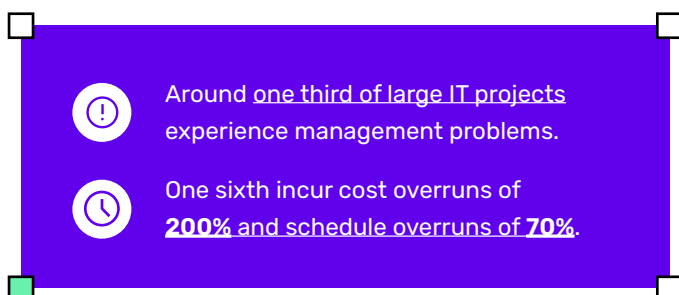 Around one third of large IT projects
experience management problems.
One sixth incur cost overruns of
200% and schedule overruns of 70%.